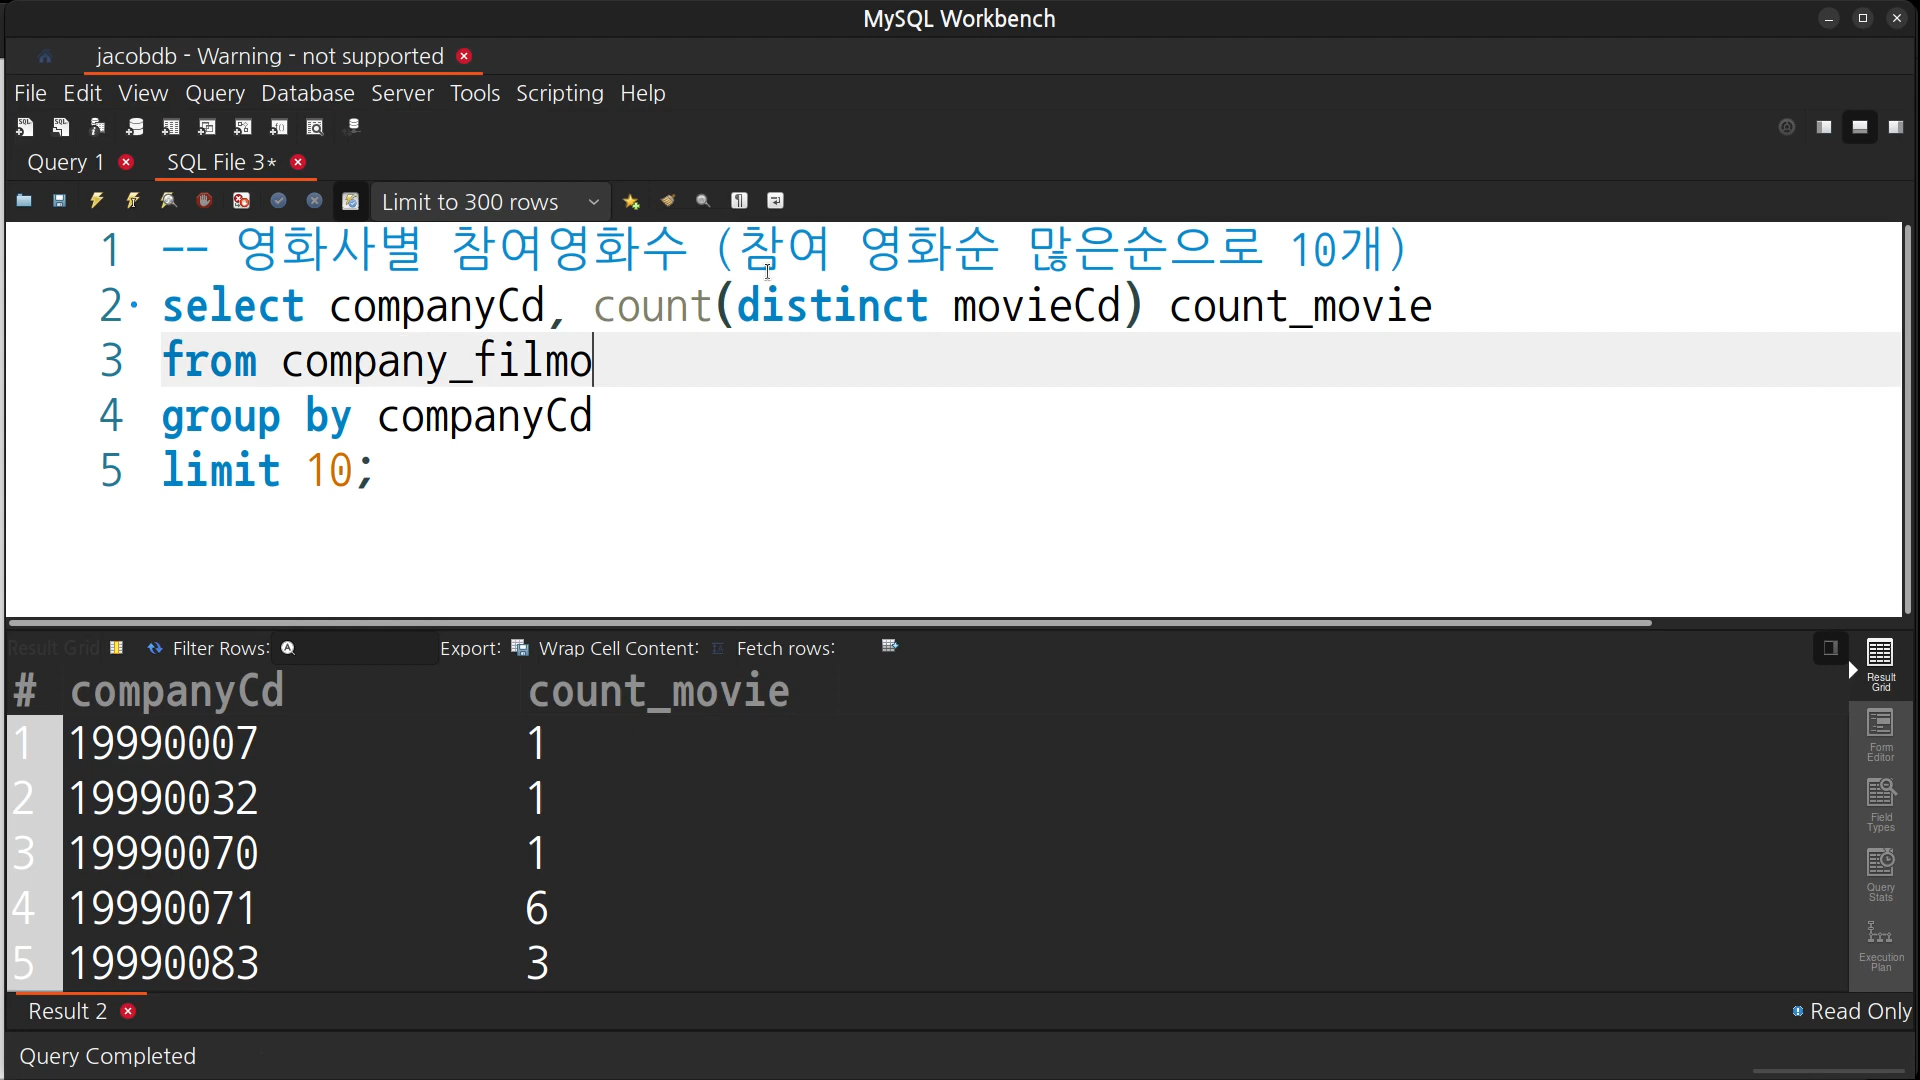 MySQL Workbench
jacobdb - Warning - not supported
File Edit View Query Database Server Tools Scripting Help
Query 1 SQL File 3*
Limit to 300 rows
1 -- 영화사별 참여영화수 (참여 영화순 많은순으로 10개)
2 select companyCd, count(distinct movieCd) count_movie
3 from company_filmo
4 group by companyCd
5 limit 10;
Result Grid Filter Rows: Export: Wrap Cell Content: Fetch rows:
# companyCd count_movie
1 19990007 1
2 19990032 1
3 19990070 1
4 19990071 6
5 19990083 3
Result Grid
Form Editor
Field Types
Query Stats
Execution Plan
Result 2 Read Only
Query Completed